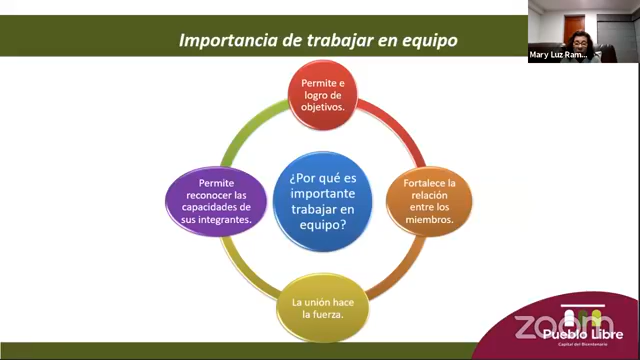 Importancia de trabajar en equipo
Mary Luz Ram...
Permite e
logro de
objetivos.
Permite
reconocer las
capacidades de
sus integrantes.
¿Por qué es
importante
trabajar en
equipo?
Fortalece la
relación
entre los
miembros.
La unión hace
la fuerza.
zoom
Pueblo Libre
Capital del Bicentenario